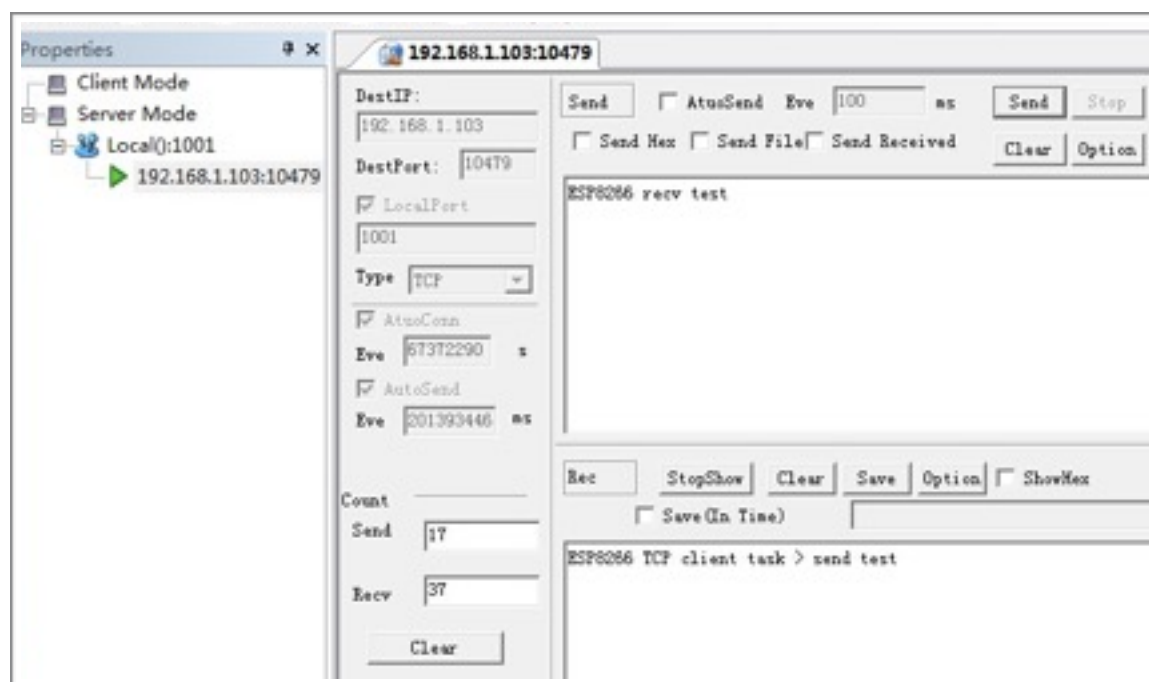 Properties
Client Mode
Server Mode
Local():1001
192.168.1.103:10479
192.168.1.103:10479
DestIP:
192.168.1.103
DestPort: 10479
LocalPort
1001
Type TCP
AtuoConn
Eve 67372290 s
AutoSend
Eve 201393446 ms
Count
Send 17
Recv 37
Clear
Send AtuoSend Eve 100 ms Send Stop
Send Hex Send File Send Received Clear Option
ESP8266 recv test
Rec StopShow Clear Save Option ShowHex
Save(In Time)
ESP8266 TCP client task > send test